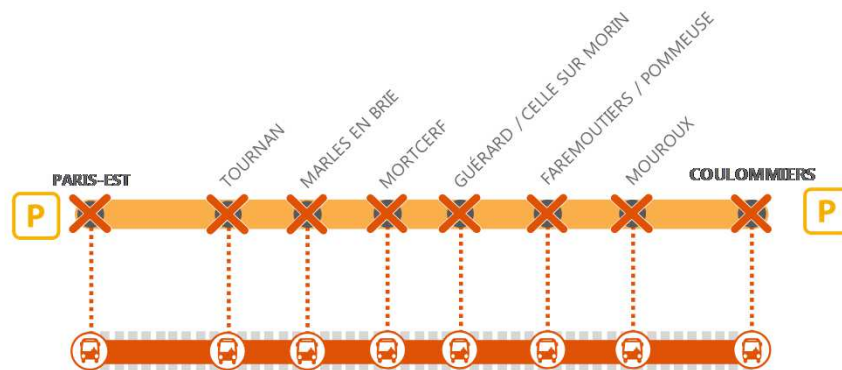 P
PARIS-EST
TOURNAN
MARLES EN BRIE
MORTCERF
GUÉRARD / CELLE SUR MORIN
FAREMOUTIERS / POMMEUSE
MOUROUX
COULOMMIERS
P